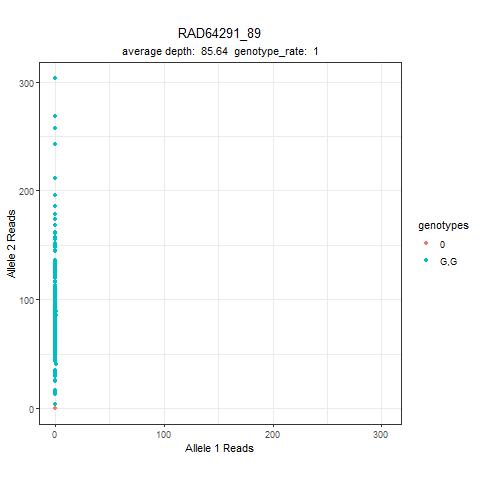 RAD64291_89
average depth:  85.64  genotype_rate:  1
300
200
100
0
Allele 2 Reads
0
100
200
300
Allele 1 Reads
genotypes
0
G,G